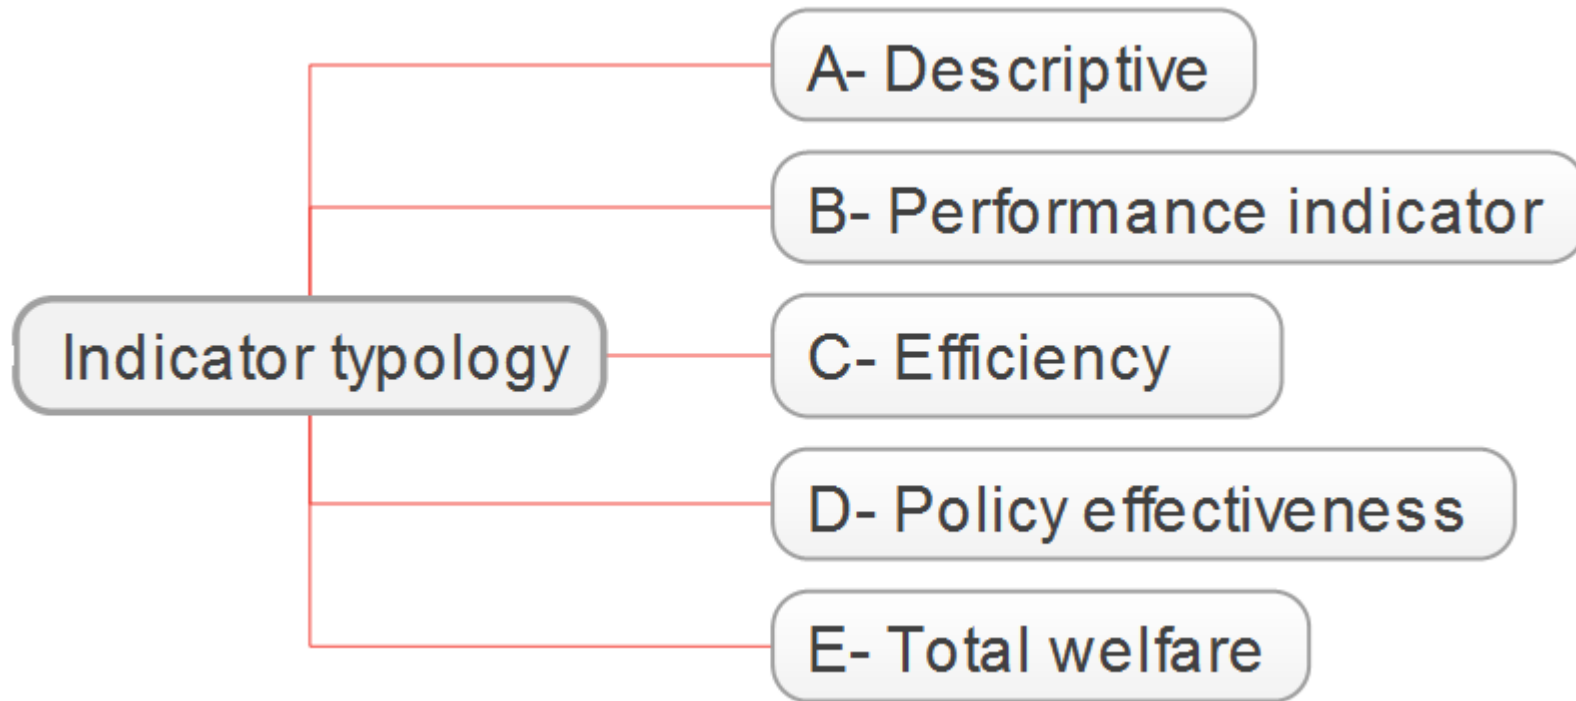 A- Descriptive
B- Performance indicator
Indicator typology
C- Efficiency
D- Policy effectiveness
E- Total welfare